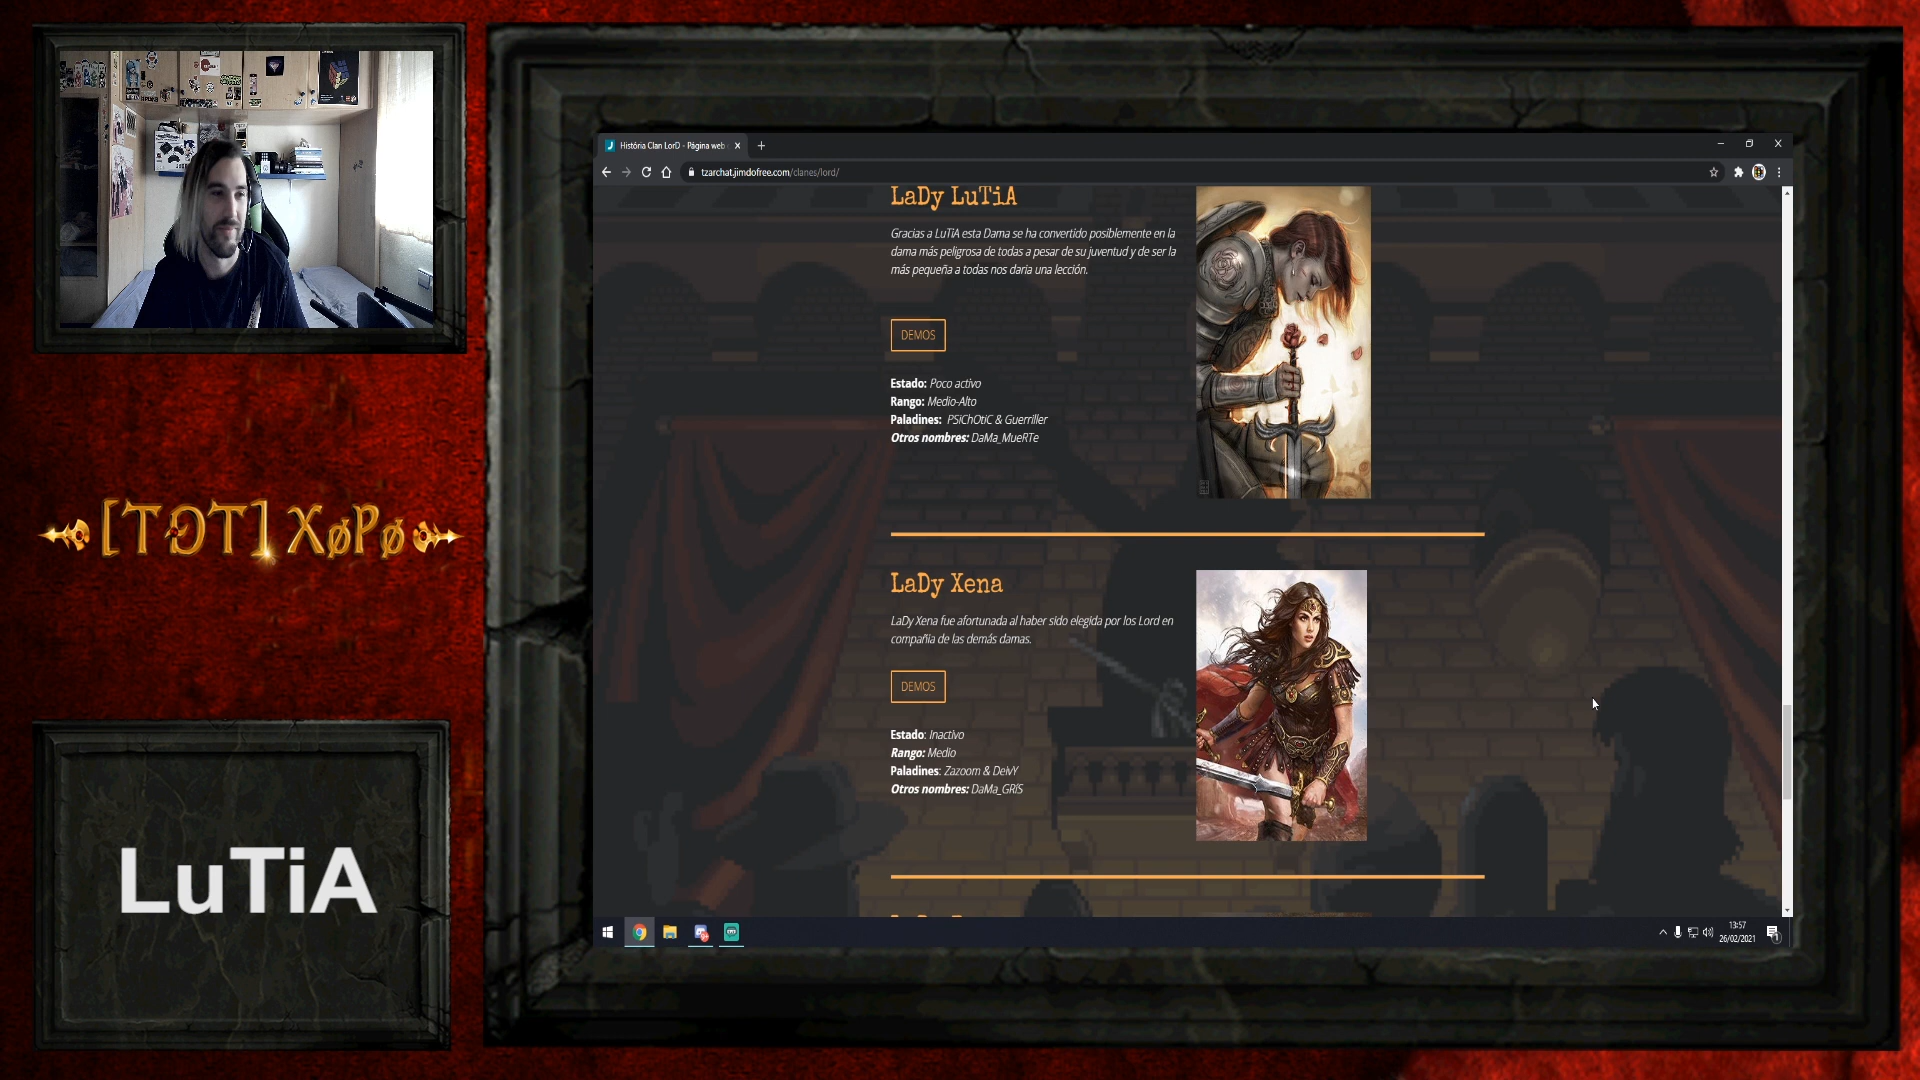 História Clan LorD - Página web
tzarchat.jimdofree.com/clanes/lord/
LaDy LuTiA
Gracias a LuTiA esta Dama se ha convertido posiblemente en la
dama más peligrosa de todas a pesar de su juventud y de ser la
más pequeña a todas nos daria una lección.
DEMOS
Estado: Poco activo
Rango: Medio-Alto
Paladines: PSiChOtiC & Guerriller
Otros nombres: DaMa_MueRTe
LaDy Xena
LaDy Xena fue afortunada al haber sido elegida por los Lord en
compañia de las demás damas.
DEMOS
Estado: Inactivo
Rango: Medio
Paladines: Zazoom & DeivY
Otros nombres: DaMa_GRiS
13:57
26/02/2021
[TDT] XøPø
LuTiA